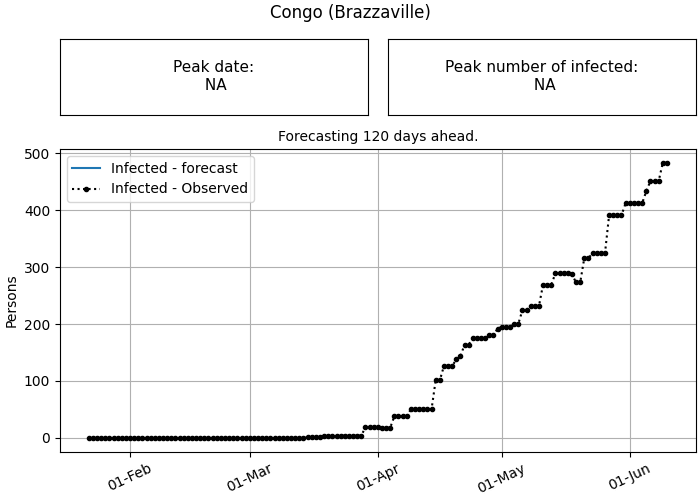 Congo (Brazzaville)
Peak date:
NA
Peak number of infected:
NA
Forecasting 120 days ahead.
Infected - forecast
Infected - Observed
500
400
300
200
100
0
Persons
01-Feb
01-Mar
01-Apr
01-May
01-Jun